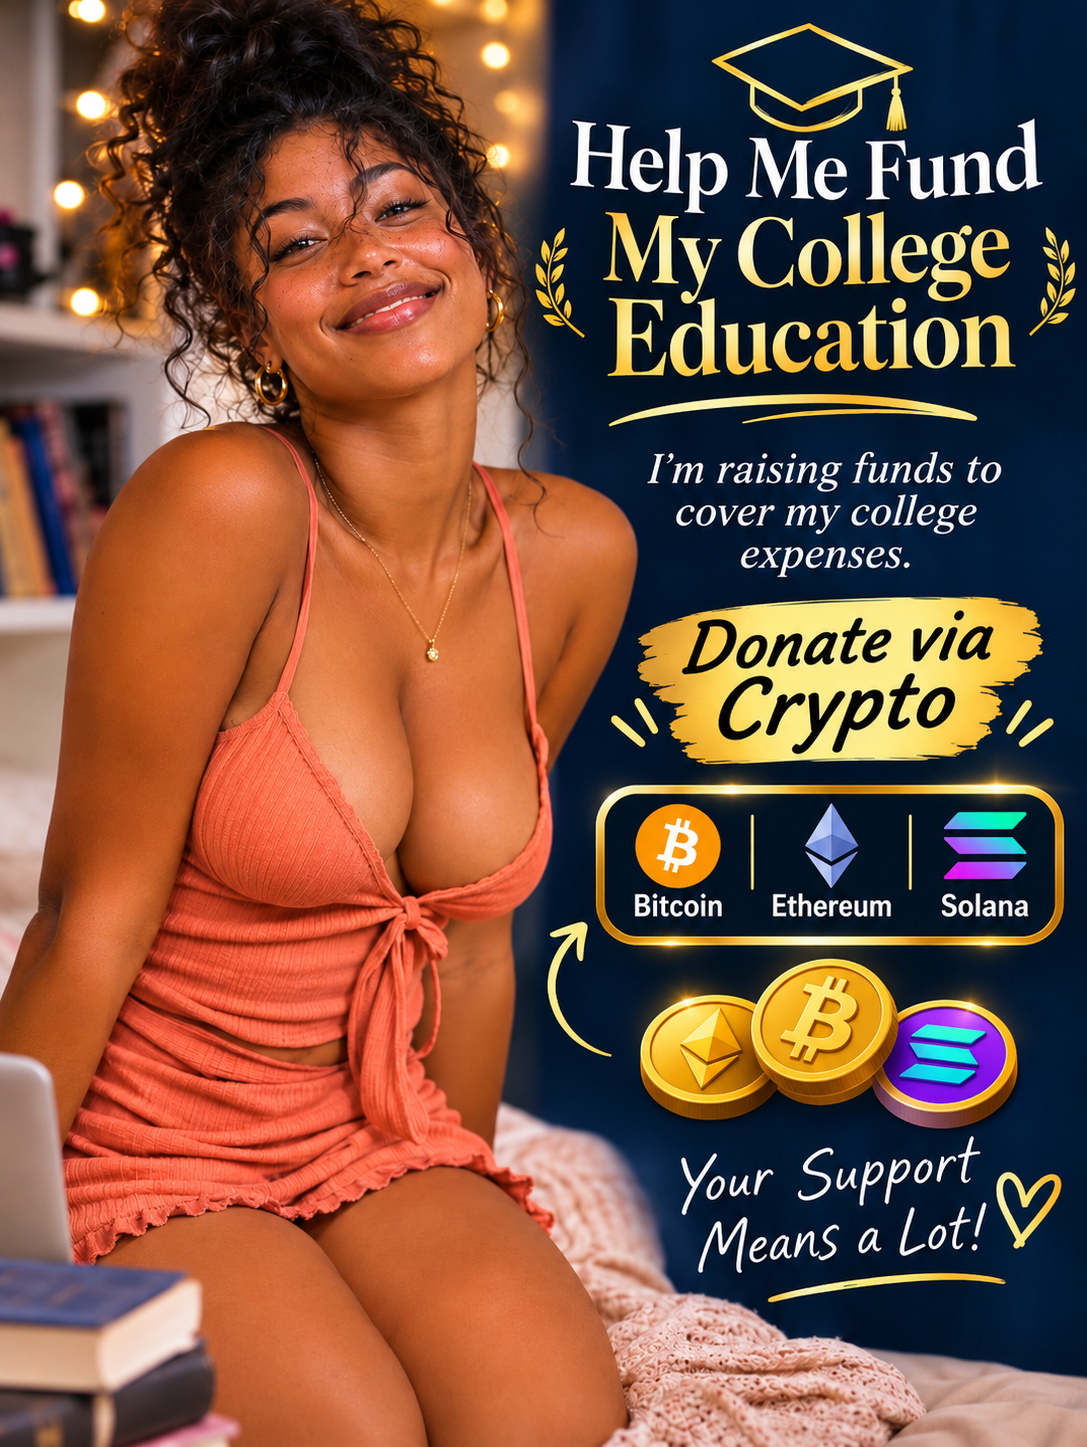 Help Me Fund
My College
Education
I'm raising funds to
cover my college
expenses.
Donate via
Crypto
Bitcoin
Ethereum
Solana
Your Support
Means a Lot!